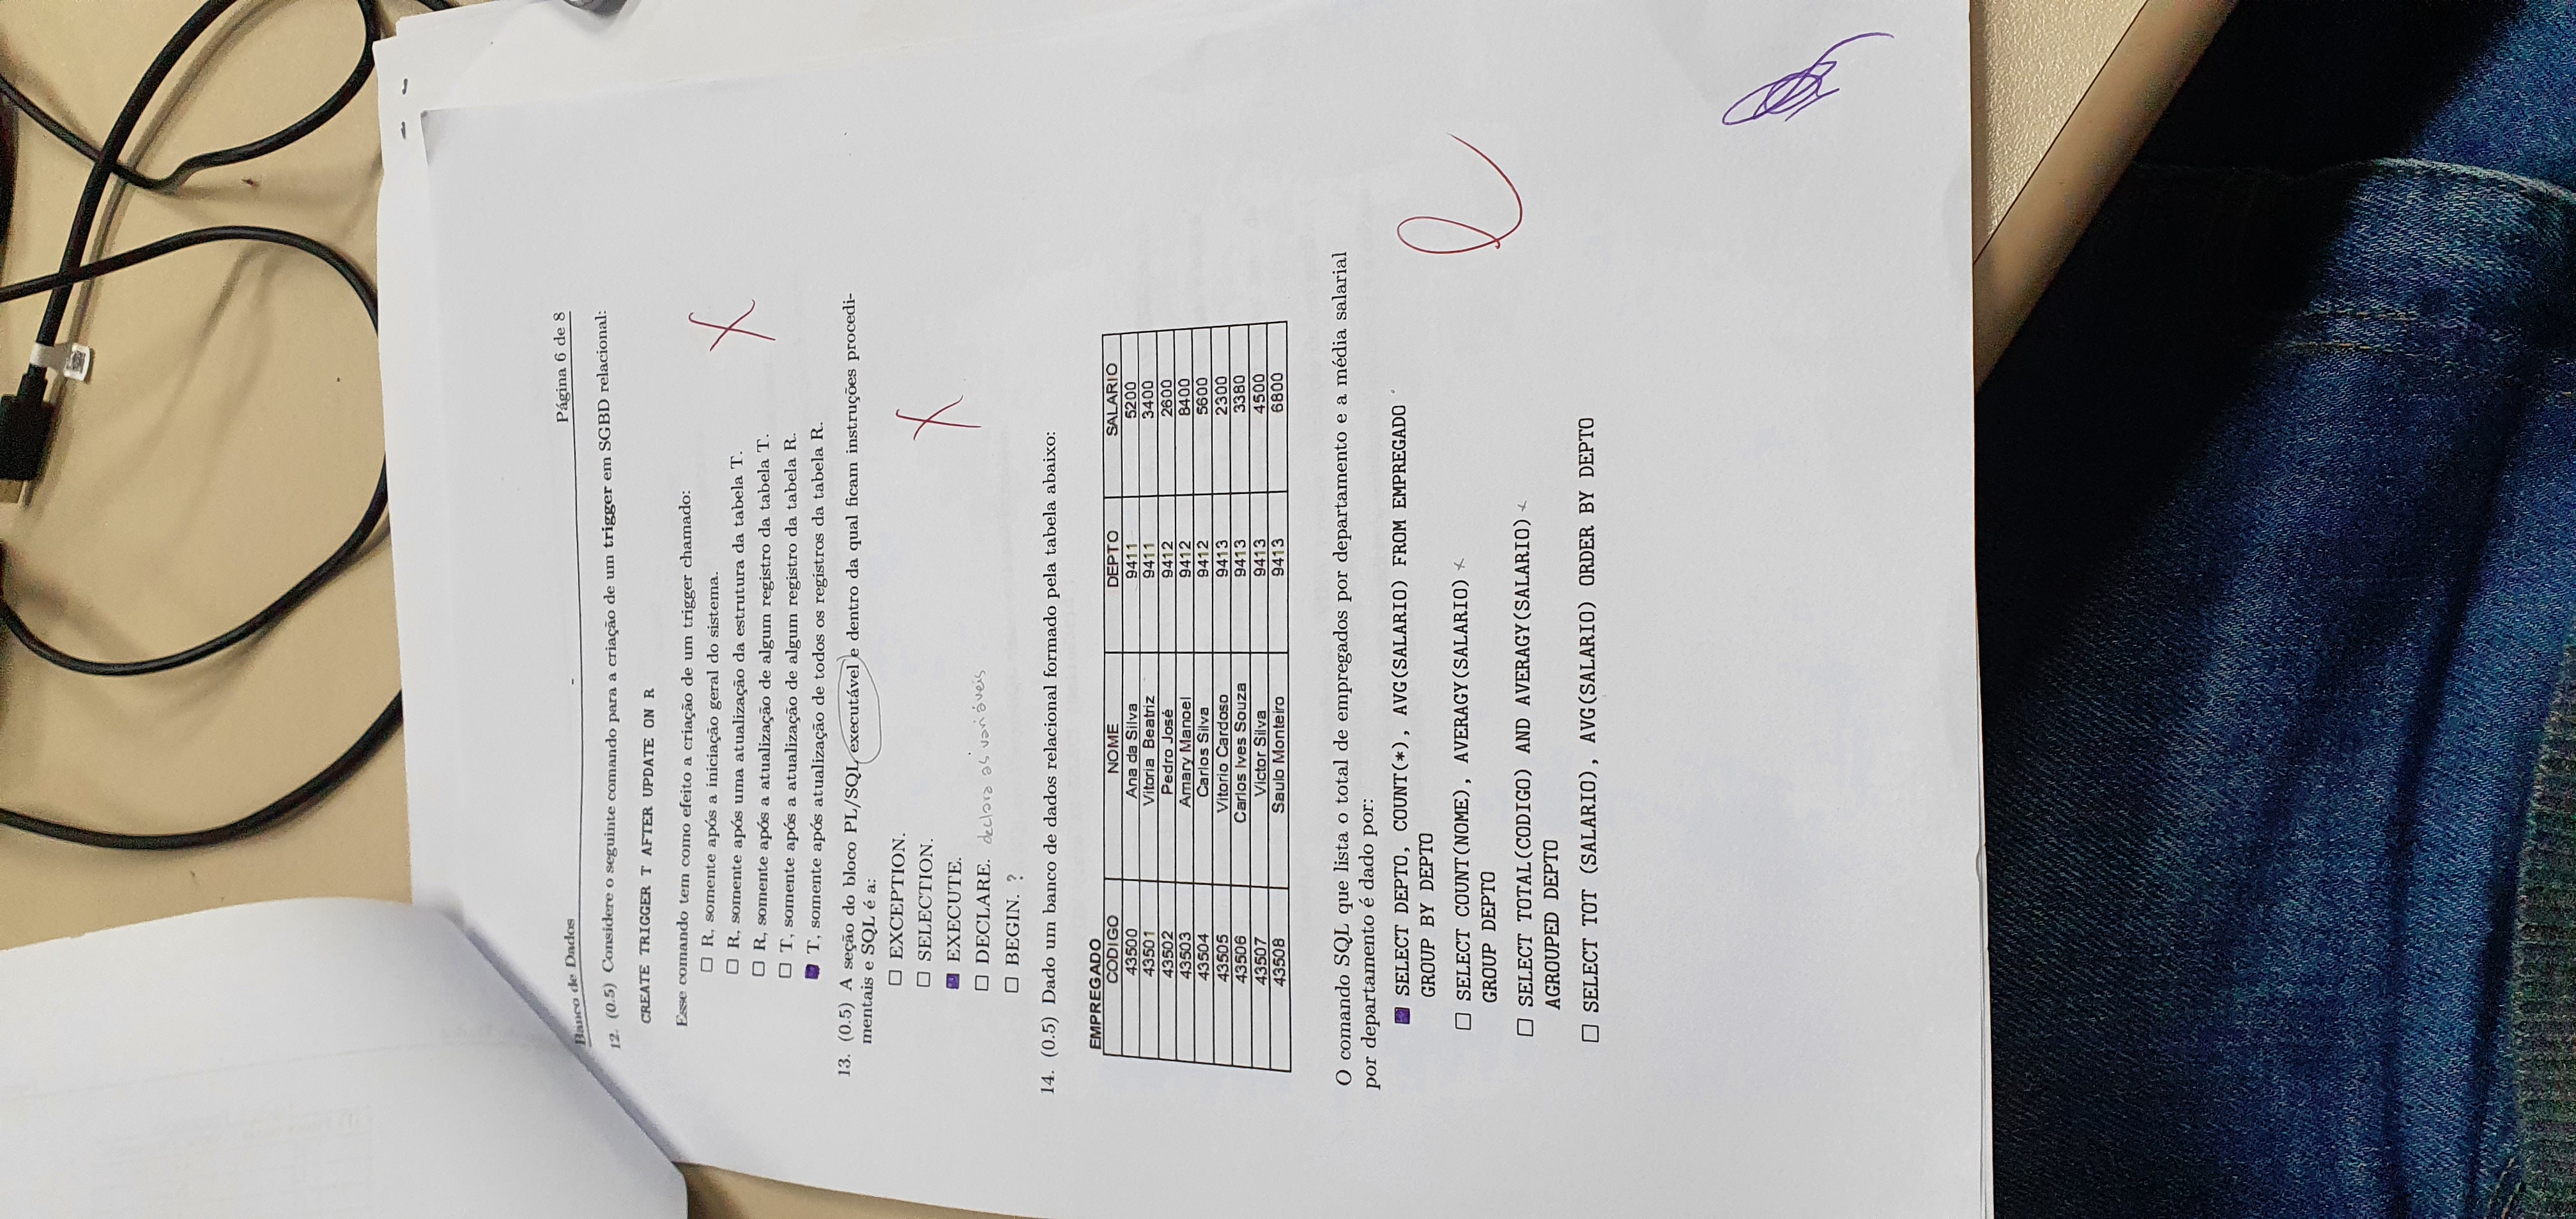 Banco de Dados - Página 6 de 8
12. (0.5) Considere o seguinte comando para a criação de um trigger em SGBD relacional:
CREATE TRIGGER T AFTER UPDATE ON R
Esse comando tem como efeito a criação de um trigger chamado:
R, somente após a iniciação geral do sistema.
R, somente após uma atualização da estrutura da tabela T.
R, somente após a atualização de algum registro da tabela T.
T, somente após a atualização de algum registro da tabela R.
T, somente após atualização de todos os registros da tabela R.
13. (0.5) A seção do bloco PL/SQL executável e dentro da qual ficam instruções procedi-
mentais e SQL é a:
EXCEPTION.
SELECTION.
EXECUTE.
DECLARE. declara as variáveis
BEGIN. ?
14. (0.5) Dado um banco de dados relacional formado pela tabela abaixo:
EMPREGADO
CODIGO NOME DEPTO SALARIO
43500 Ana da Silva 9411 5200
43501 Vitoria Beatriz 9411 3400
43502 Pedro José 9412 2600
43503 Amary Manoel 9412 8400
43504 Carlos Silva 9412 5600
43505 Vitorio Cardoso 9413 2300
43506 Carlos Ives Souza 9413 3380
43507 Victor Silva 9413 4500
43508 Saulo Monteiro 9413 6800
O comando SQL que lista o total de empregados por departamento e a média salarial
por departamento é dado por:
SELECT DEPTO, COUNT(*), AVG(SALARIO) FROM EMPREGADO
GROUP BY DEPTO
SELECT COUNT(NOME), AVERAGY(SALARIO) x
GROUP DEPTO
SELECT TOTAL(CODIGO) AND AVERAGY(SALARIO) x
AGROUPED DEPTO
SELECT TOT (SALARIO), AVG(SALARIO) ORDER BY DEPTO